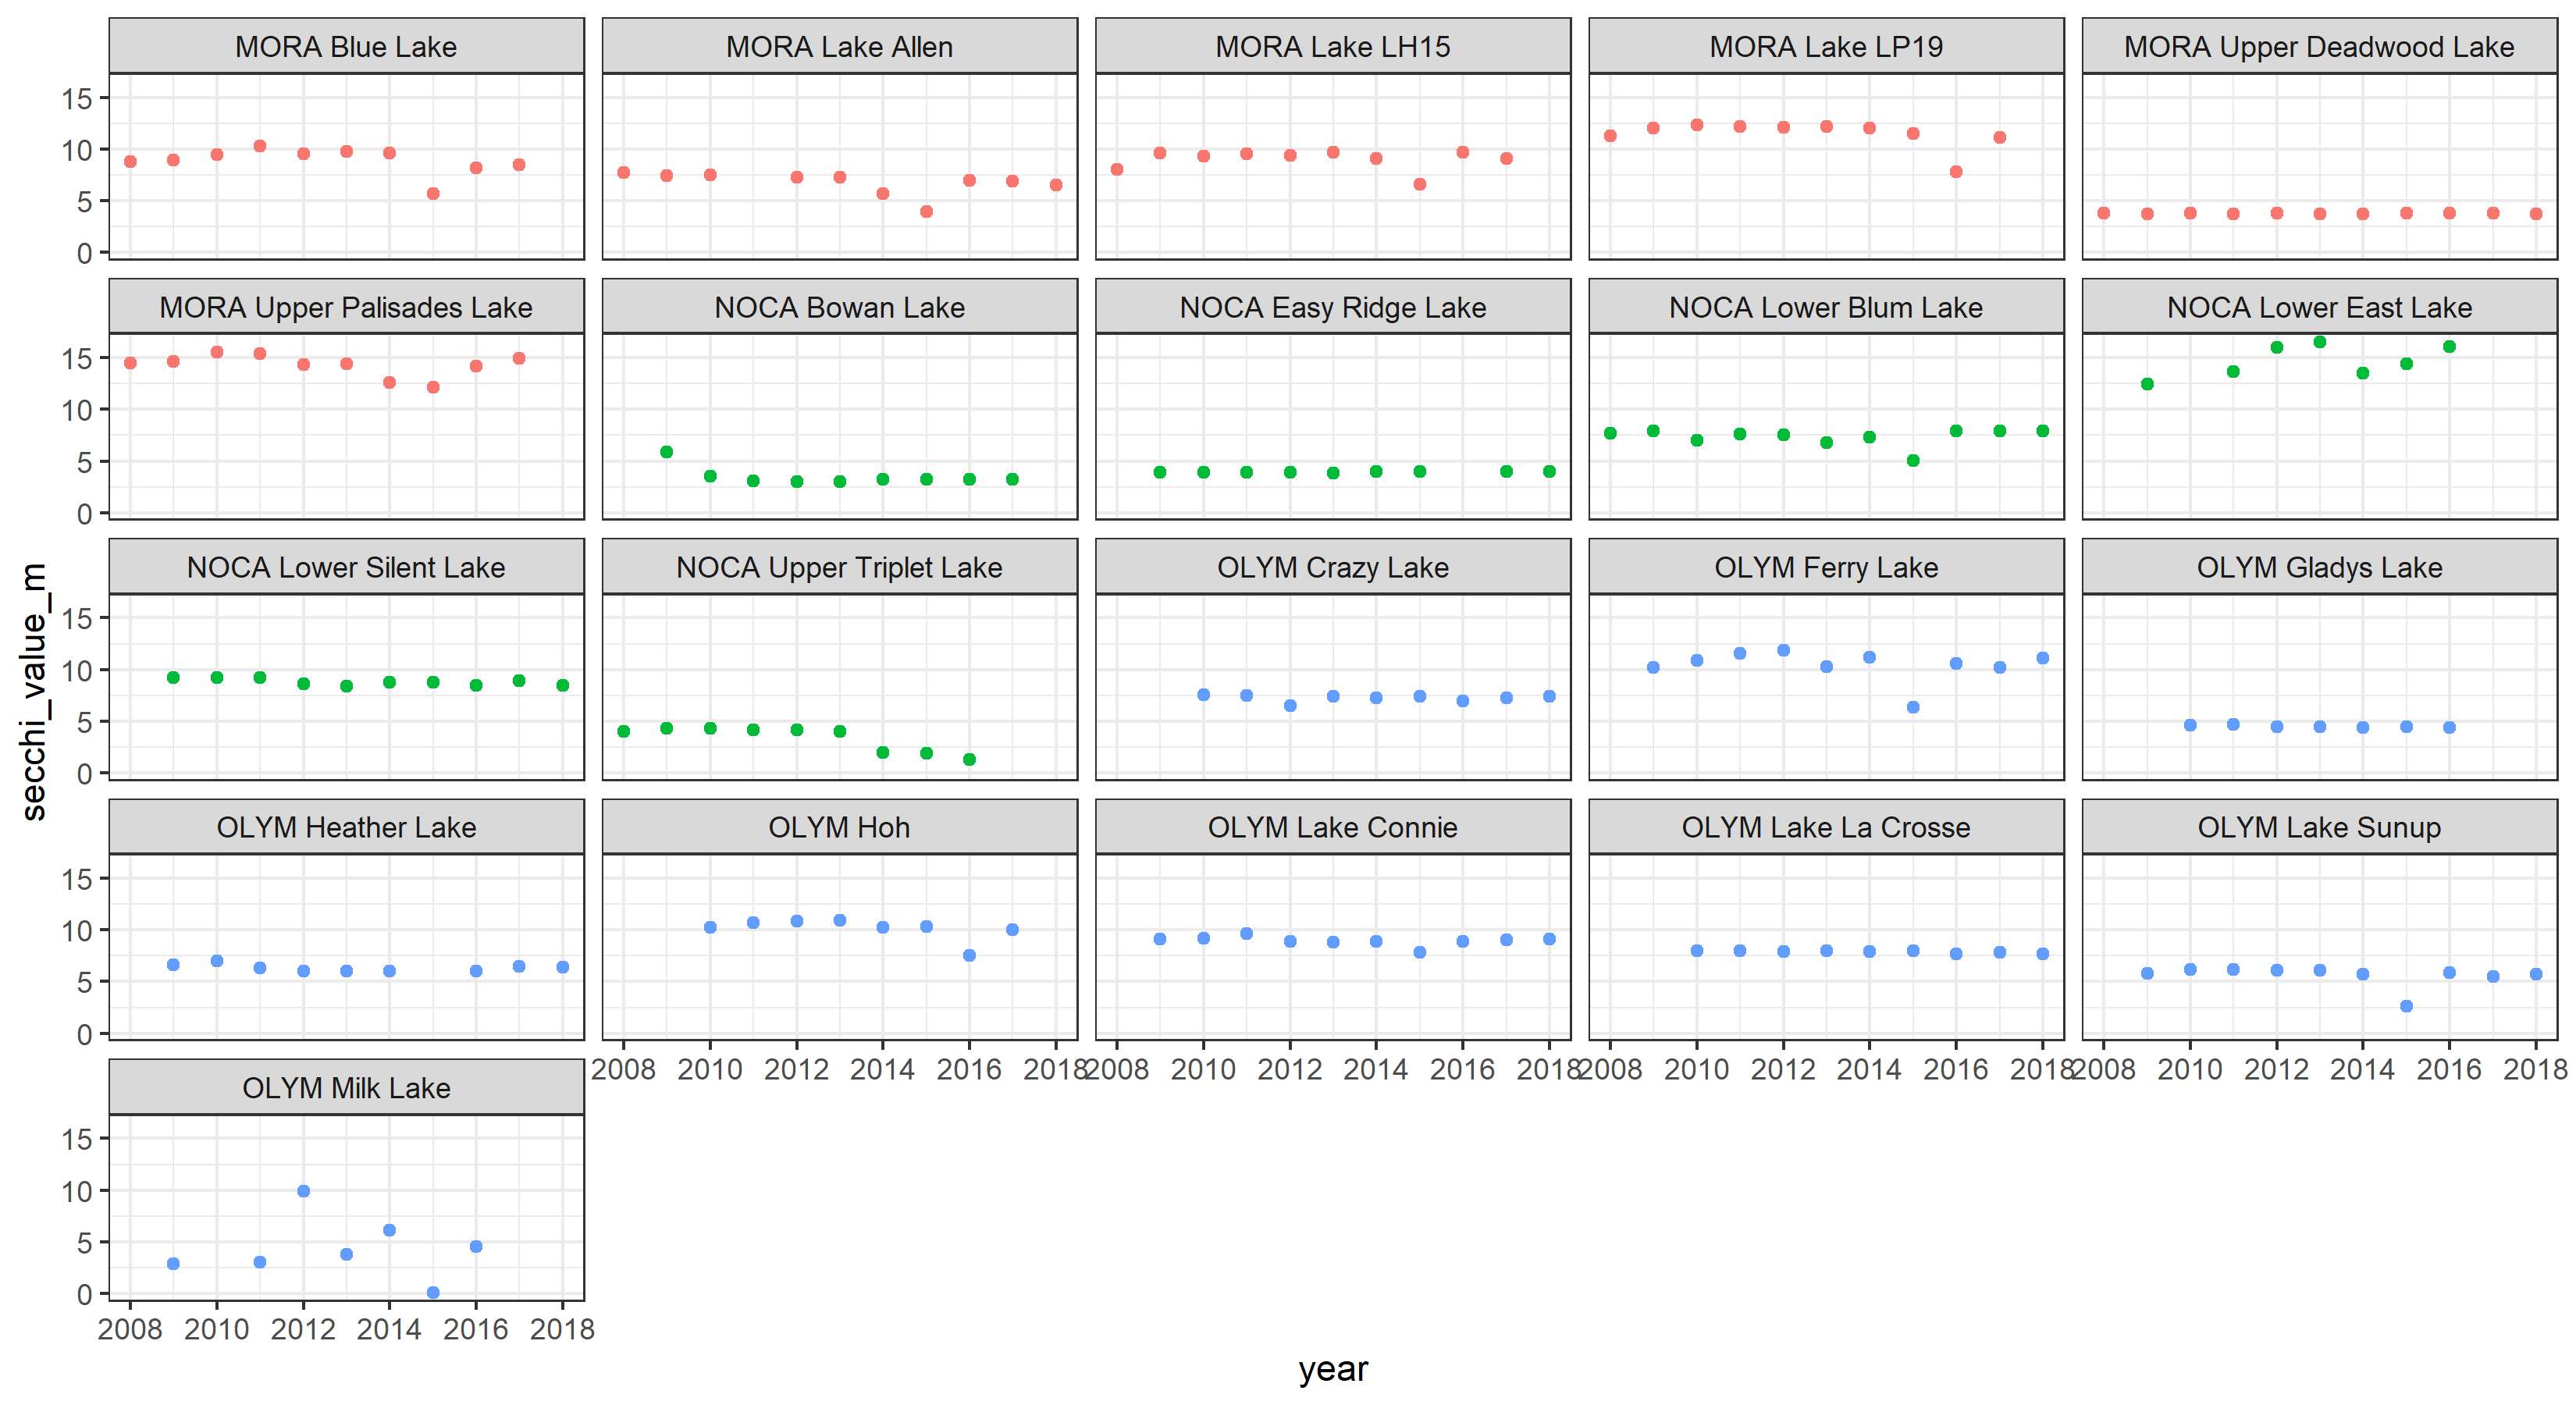 MORA Blue Lake MORA Lake Allen MORA Lake LH15 MORA Lake LP19 MORA Upper Deadwood Lake
15
10
5
0
MORA Upper Palisades Lake NOCA Bowan Lake NOCA Easy Ridge Lake NOCA Lower Blum Lake NOCA Lower East Lake
15
10
5
0
NOCA Lower Silent Lake NOCA Upper Triplet Lake OLYM Crazy Lake OLYM Ferry Lake OLYM Gladys Lake
15
10
5
0
secchi_value_m
OLYM Heather Lake OLYM Hoh OLYM Lake Connie OLYM Lake La Crosse OLYM Lake Sunup
15
10
5
0
2008 2010 2012 2014 2016 2018 2008 2010 2012 2014 2016 2018 2008 2010 2012 2014 2016 2018 2008 2010 2012 2014 2016 2018
OLYM Milk Lake
15
10
5
0
2008 2010 2012 2014 2016 2018
year